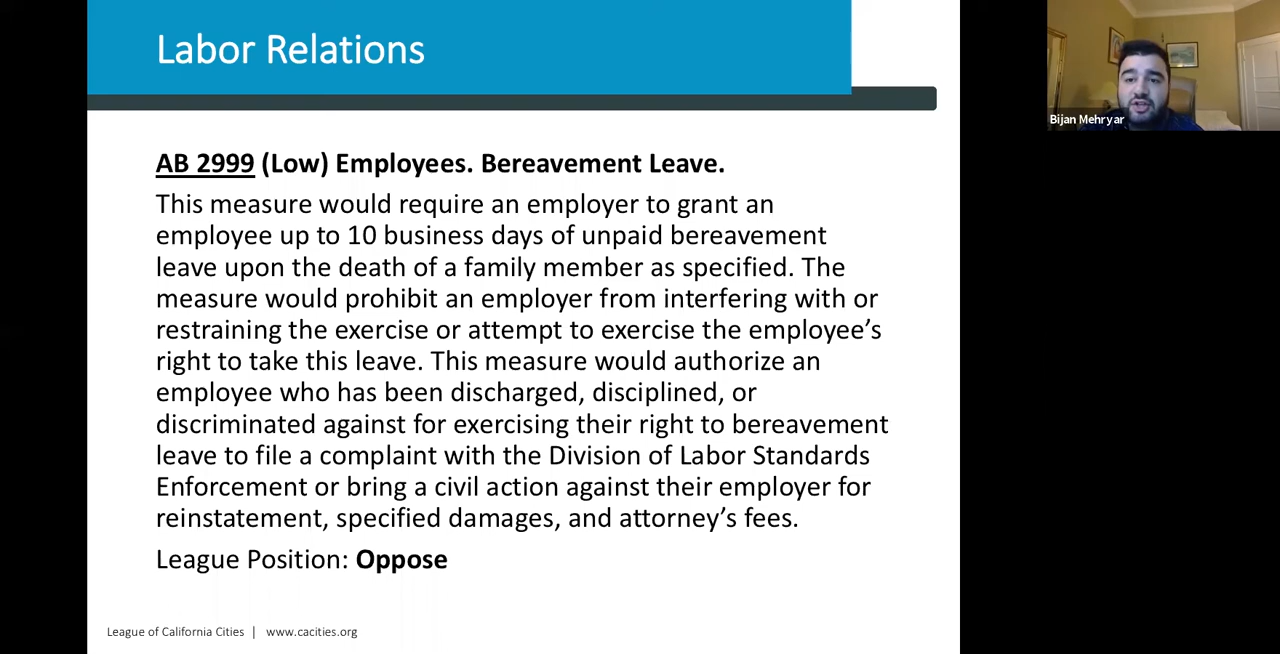 Labor Relations
AB 2999 (Low) Employees. Bereavement Leave.
This measure would require an employer to grant an
employee up to 10 business days of unpaid bereavement
leave upon the death of a family member as specified. The
measure would prohibit an employer from interfering with or
restraining the exercise or attempt to exercise the employee’s
right to take this leave. This measure would authorize an
employee who has been discharged, disciplined, or
discriminated against for exercising their right to bereavement
leave to file a complaint with the Division of Labor Standards
Enforcement or bring a civil action against their employer for
reinstatement, specified damages, and attorney’s fees.
League Position: Oppose
League of California Cities | www.cacities.org
Bijan Mehryar